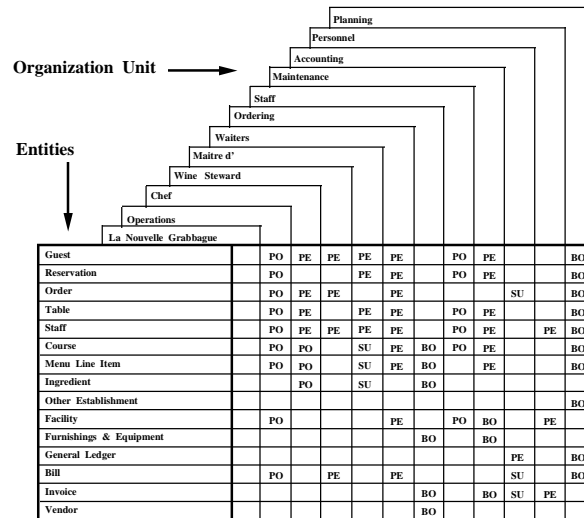 Planning
Personnel
Accounting
Organization Unit
Maintenance
Staff
Ordering
Waiters
Entities
Maitre d'
Wine Steward
Chef
Operations
La Nouvelle Grabbague
Guest PO PE PE PE PE PO PE BO
Reservation PO PE PE PO PE BO
Order PO PE PE PE SU BO
Table PO PE PE PE PO PE BO
Staff PO PE PE PE PE PO PE PE BO
Course PO PO SU PE BO PO PE BO
Menu Line Item PO PO SU PE BO PE BO
Ingredient PO SU BO
Other Establishment BO
Facility PO PE PO BO PE
Furnishings & Equipment BO BO
General Ledger PE BO
Bill PO PE PE SU BO
Invoice BO BO SU PE
Vendor BO